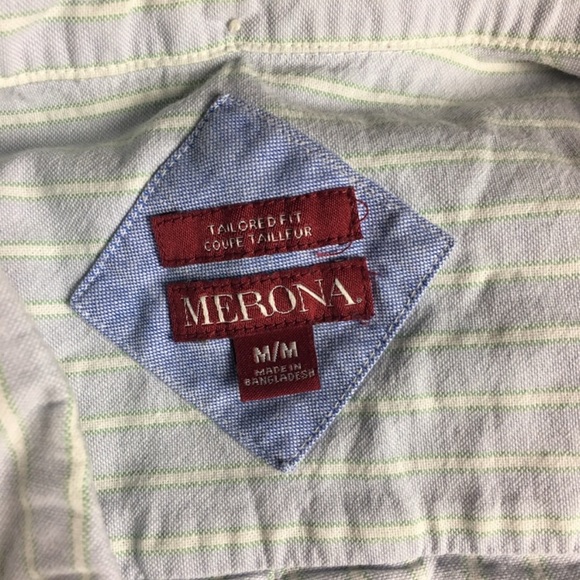 TAILORED FIT
COUPE TAILLEUR
MERONA®
M/M
MADE IN
BANGLADESH